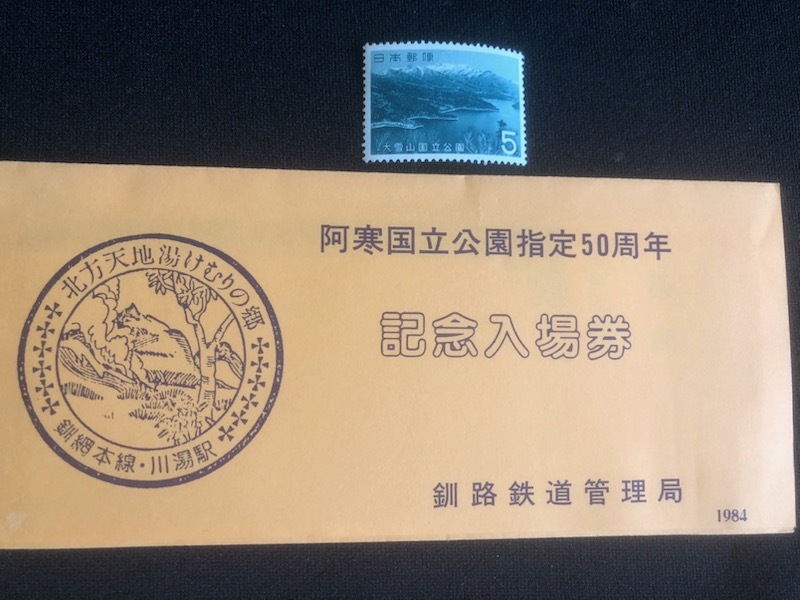 日本郵便
5
大雪山国立公園
阿寒国立公園指定50周年
記念入場券
北方天地湯けむりの郷
釧網本線・川湯駅
釧路鉄道管理局
1984